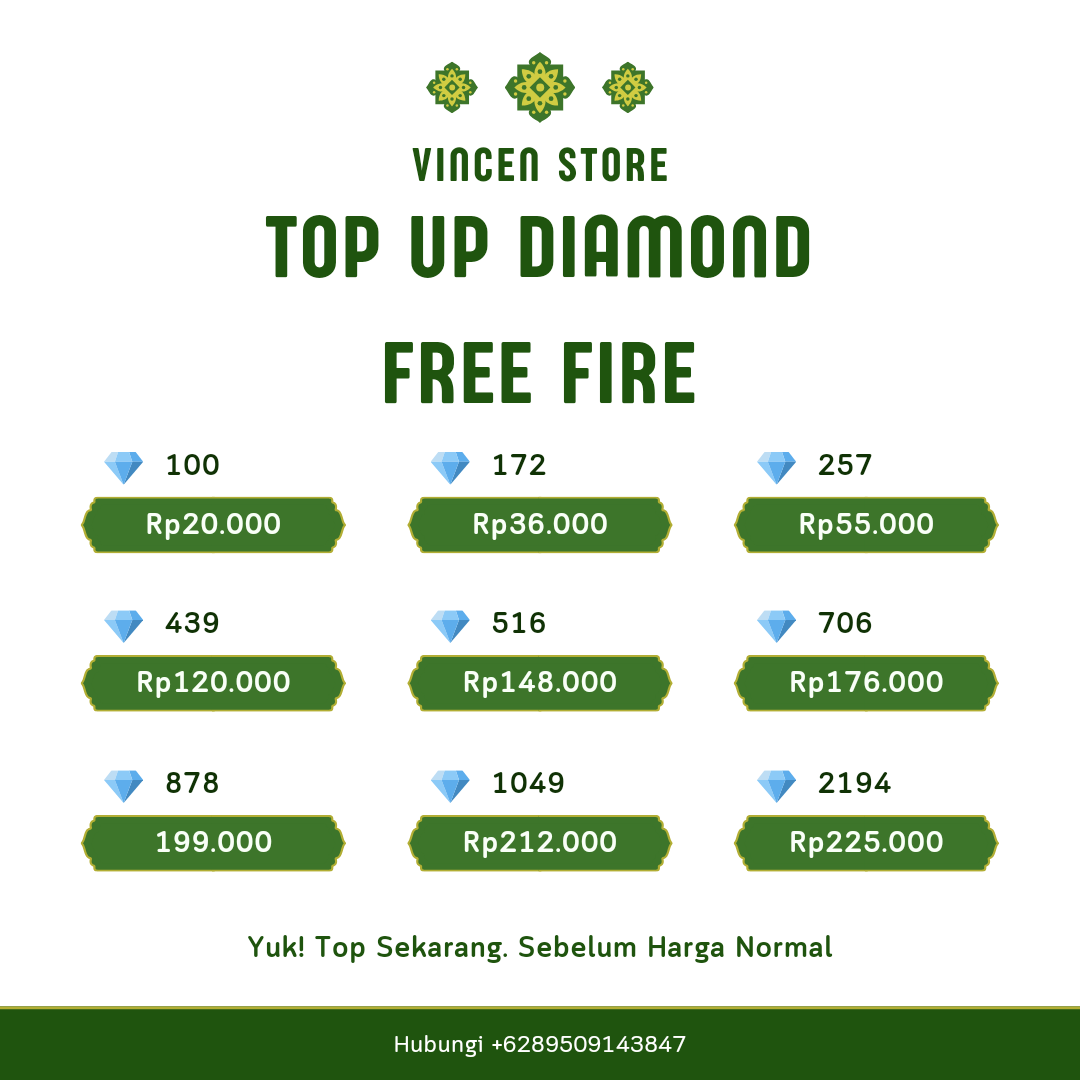 VINCEN STORE
TOP UP DIAMOND
FREE FIRE
100
172
257
Rp20.000
Rp36.000
Rp55.000
439
516
706
Rp120.000
Rp148.000
Rp176.000
878
1049
2194
199.000
Rp212.000
Rp225.000
Yuk! Top Sekarang. Sebelum Harga Normal
Hubungi +6289509143847